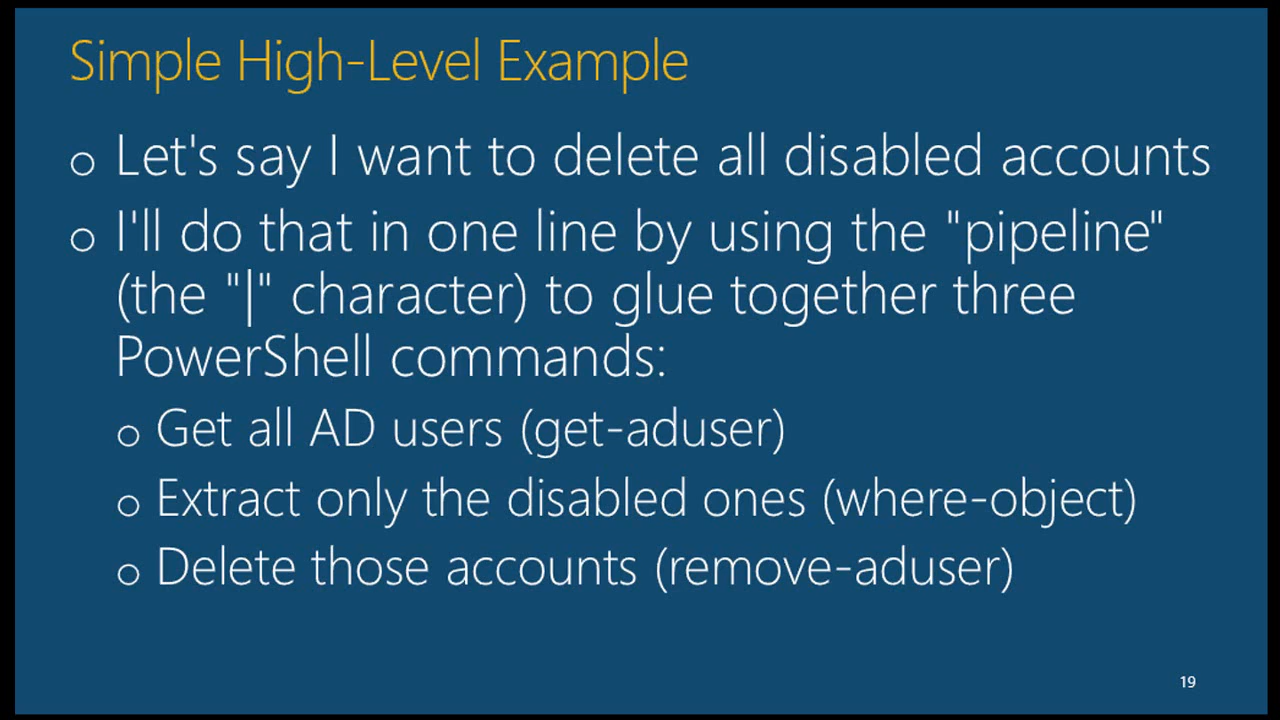 Simple High-Level Example
o Let's say I want to delete all disabled accounts
o I'll do that in one line by using the "pipeline"
(the "|" character) to glue together three
PowerShell commands:
o Get all AD users (get-aduser)
o Extract only the disabled ones (where-object)
o Delete those accounts (remove-aduser)
19